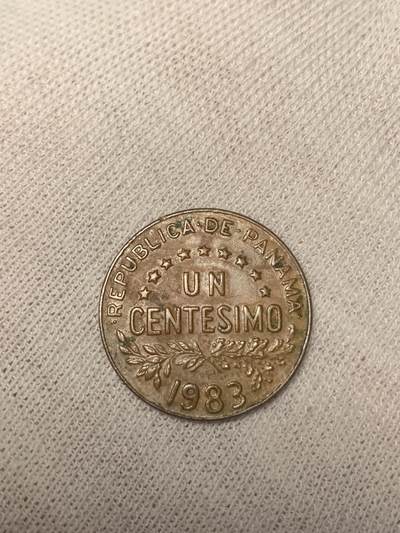 REPUBLICA·DE·PANAMA
UN
CENTESIMO
1983